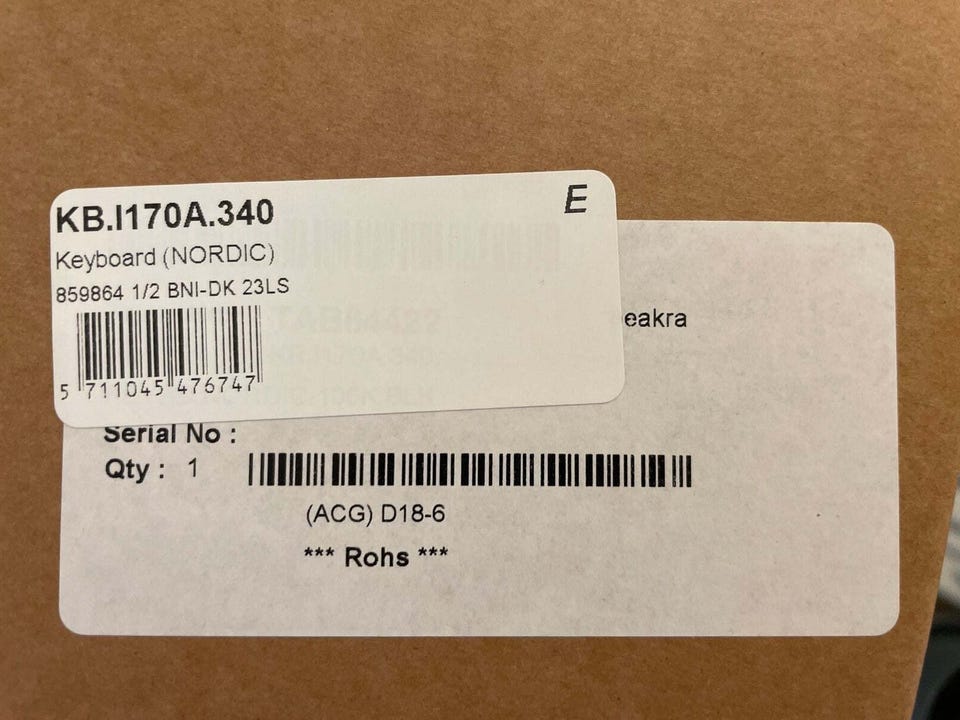 KB.I170A.340
E
Keyboard (NORDIC)
859864 1/2 BNI-DK 23LS
5 711045 476747
eakra
Serial No :
Qty : 1
(ACG) D18-6
*** Rohs ***